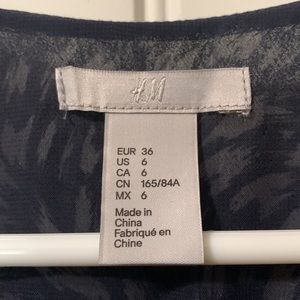 H&M
EUR 36
US 6
CA 6
CN 165/84A
MX 6
Made in
China
Fabriqué en
Chine